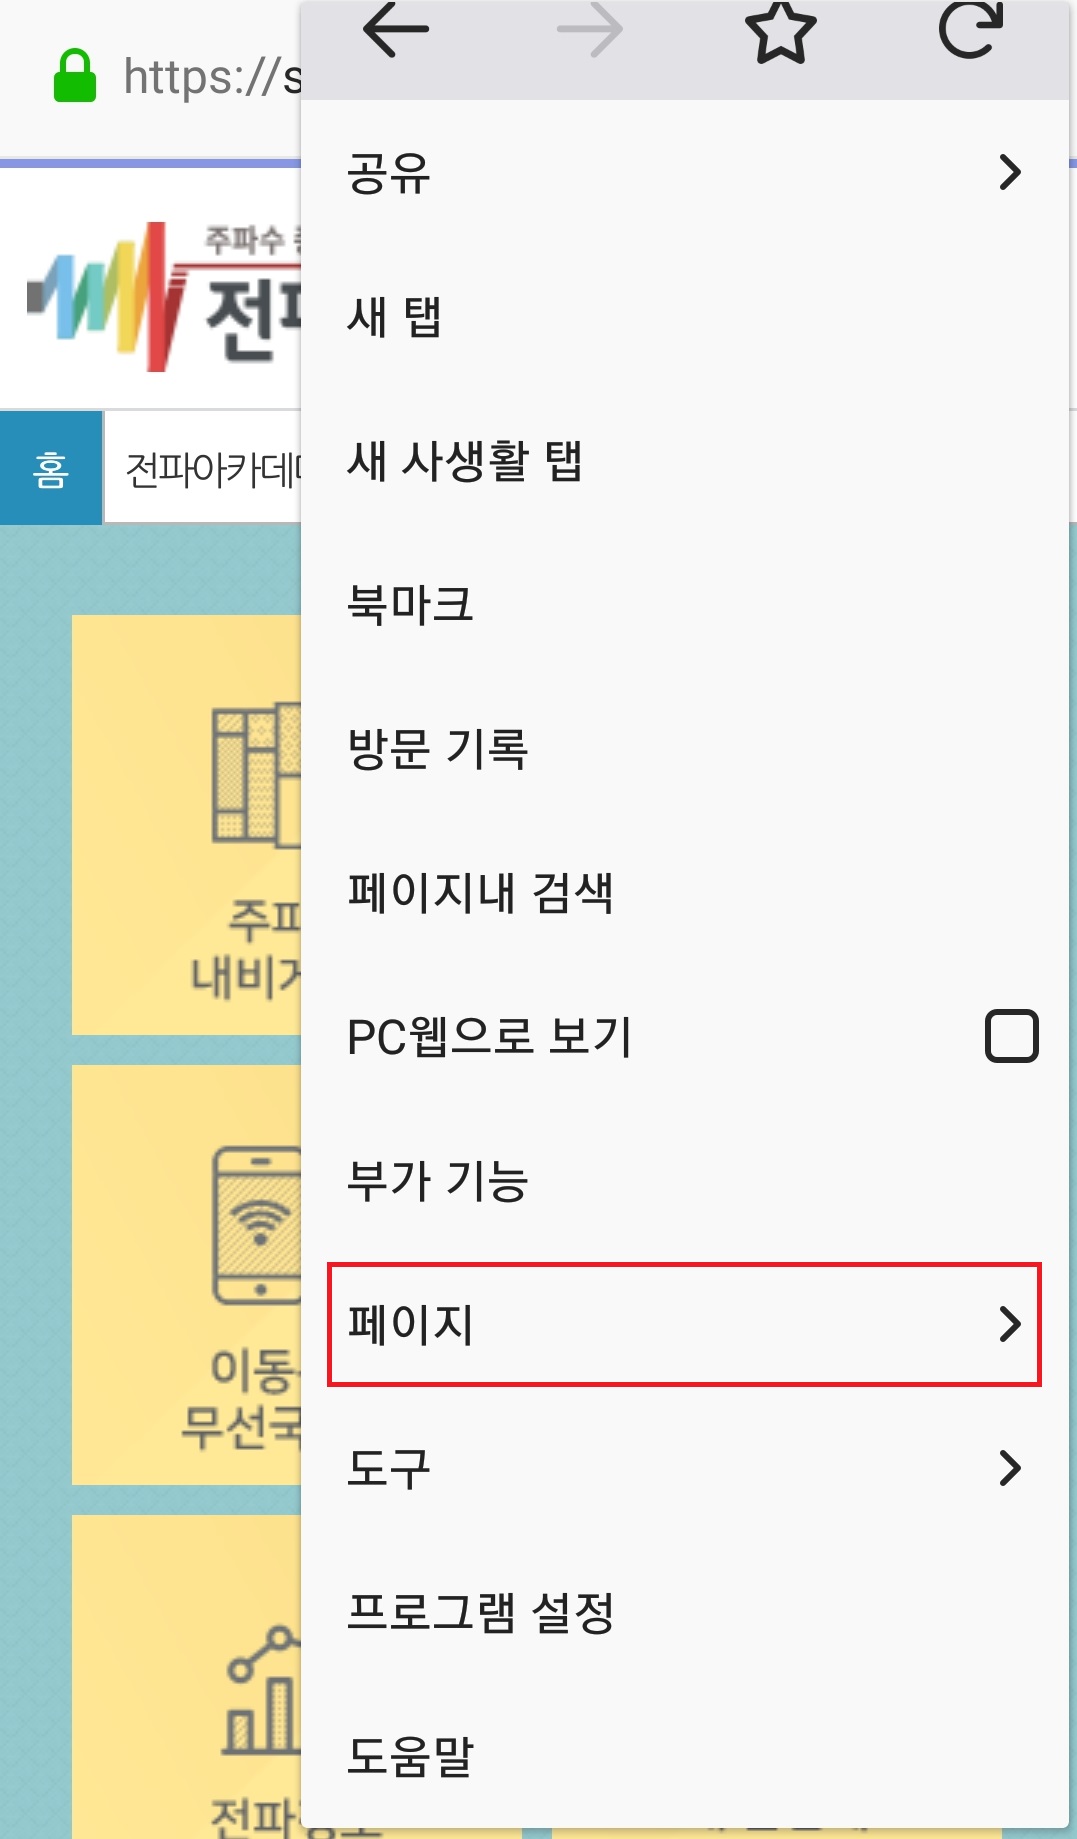 https://s
공유
새 탭
새 사생활 탭
북마크
방문 기록
페이지내 검색
PC웹으로 보기
부가 기능
페이지
도구
프로그램 설정
도움말
주파수
전파
홈
전파아카데
주파
내비게
이동
무선국
전파